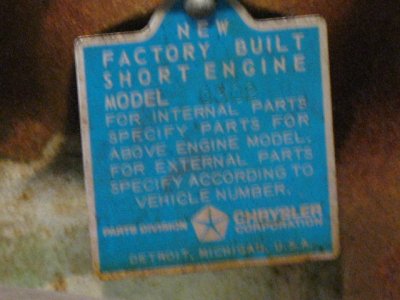 NEW
FACTORY BUILT
SHORT ENGINE
MODEL
FOR INTERNAL PARTS
SPECIFY PARTS FOR
ABOVE ENGINE MODEL.
FOR EXTERNAL PARTS
SPECIFY ACCORDING TO
VEHICLE NUMBER.
PARTS DIVISION CHRYSLER
CORPORATION
DETROIT, MICHIGAN, U.S.A.